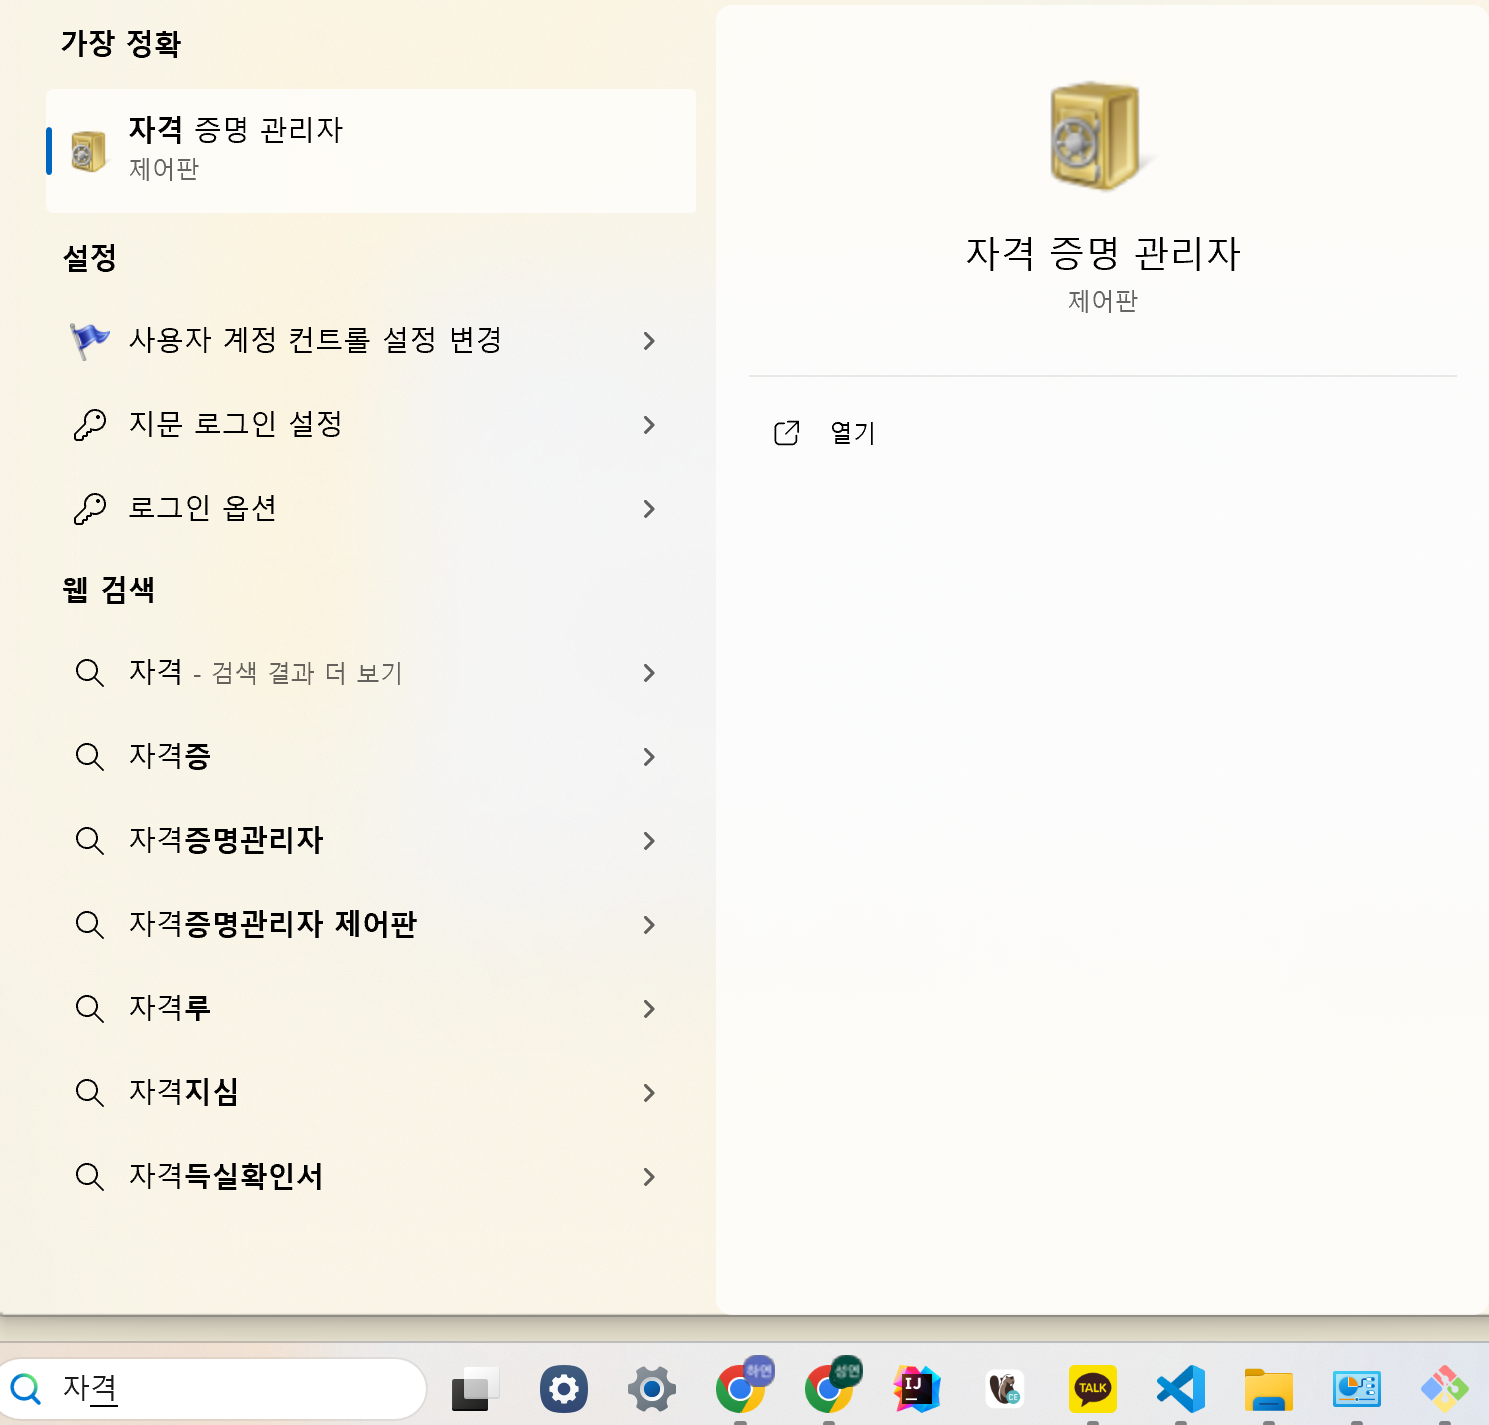 가장 정확
자격 증명 관리자
제어판
설정
사용자 계정 컨트롤 설정 변경
지문 로그인 설정
로그인 옵션
웹 검색
자격 - 검색 결과 더 보기
자격증
자격증명관리자
자격증명관리자 제어판
자격루
자격지심
자격득실확인서
자격 증명 관리자
제어판
열기
자격
하연
성연
IJ
CE
TALK